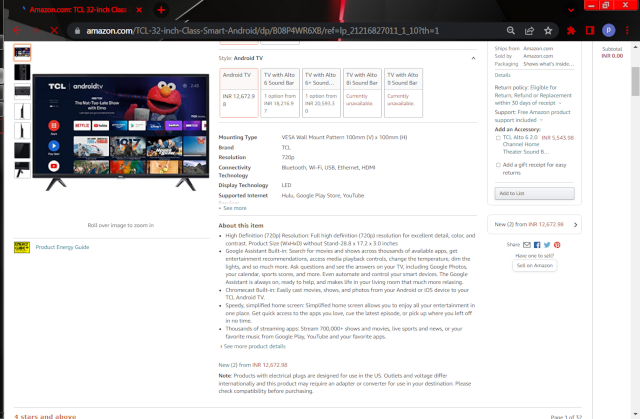 Amazon.com: TCL 32-inch Class
amazon.com/TCL-32-inch-Class-Smart-Android/dp/B08P4WR6XB/ref=lp_21216827011_1_10?th=1
Style: Android TV
Android TV
INR 12,672.98
TV with Alto 6 Sound Bar
1 option from INR 18,216.97
TV with Alto 6+ Sound...
1 option from INR 20,593.30
TV with Alto 8i Sound Bar
Currently unavailable
TV with Alto 9 Sound Bar
Currently unavailable
TCL androidtv
The Not-Too-Late Show
with Elmo
Roll over image to zoom in
Product Energy Guide
Mounting Type VESA Wall Mount Pattern 100mm (V) x 100mm (H)
Brand TCL
Resolution 720p
Connectivity Technology Bluetooth, Wi-Fi, USB, Ethernet, HDMI
Display Technology LED
Supported Internet Hulu, Google Play Store, YouTube
See more
About this item
High Definition (720p) Resolution: Full high definition (720p) resolution for excellent detail, color, and
contrast. Product Size (WxHxD) without Stand-28.8 x 17.2 x 3.0 inches
Google Assistant Built-in: Search for movies and shows across thousands of available apps, get
entertainment recommendations, access media playback controls, change the temperature, dim the
lights, and so much more. Ask questions and see the answers on your TV, including Google Photos,
your calendar, sports scores, and more. Even automate and control your smart devices. The Google
Assistant is always on, ready to help, and makes life in your living room that much more relaxing.
Chromecast Built-in: Easily cast movies, shows, and photos from your Android or iOS device to your
TCL Android TV.
Speedy, simplified home screen: Simplified home screen allows you to enjoy all your entertainment in
one place. Get quick access to the apps you love, cue the latest episode, or pick up where you left off
in no time.
Thousands of streaming apps: Stream 700,000+ shows and movies, live sports and news, or your
favorite music from Google Play, YouTube and your favorite apps.
› See more product details
New (2) from INR 12,672.98
Note: Products with electrical plugs are designed for use in the US. Outlets and voltage differ
internationally and this product may require an adapter or converter for use in your destination. Please
check compatibility before purchasing.
Ships from Amazon.com
Sold by Amazon.com
Packaging Shows what's inside...
Details
Return policy: Eligible for
Return, Refund or Replacement
within 30 days of receipt
Support: Free Amazon product
support included
Add an Accessory:
TCL Alto 6 2.0 Channel Home Theater Sound B... INR 5,543.98
Add a gift receipt for easy
returns
Add to List
New (2) from INR 12,672.98
Share
Have one to sell?
Sell on Amazon
Subtotal
INR 0.00
4 stars and above
Page 1 of 37